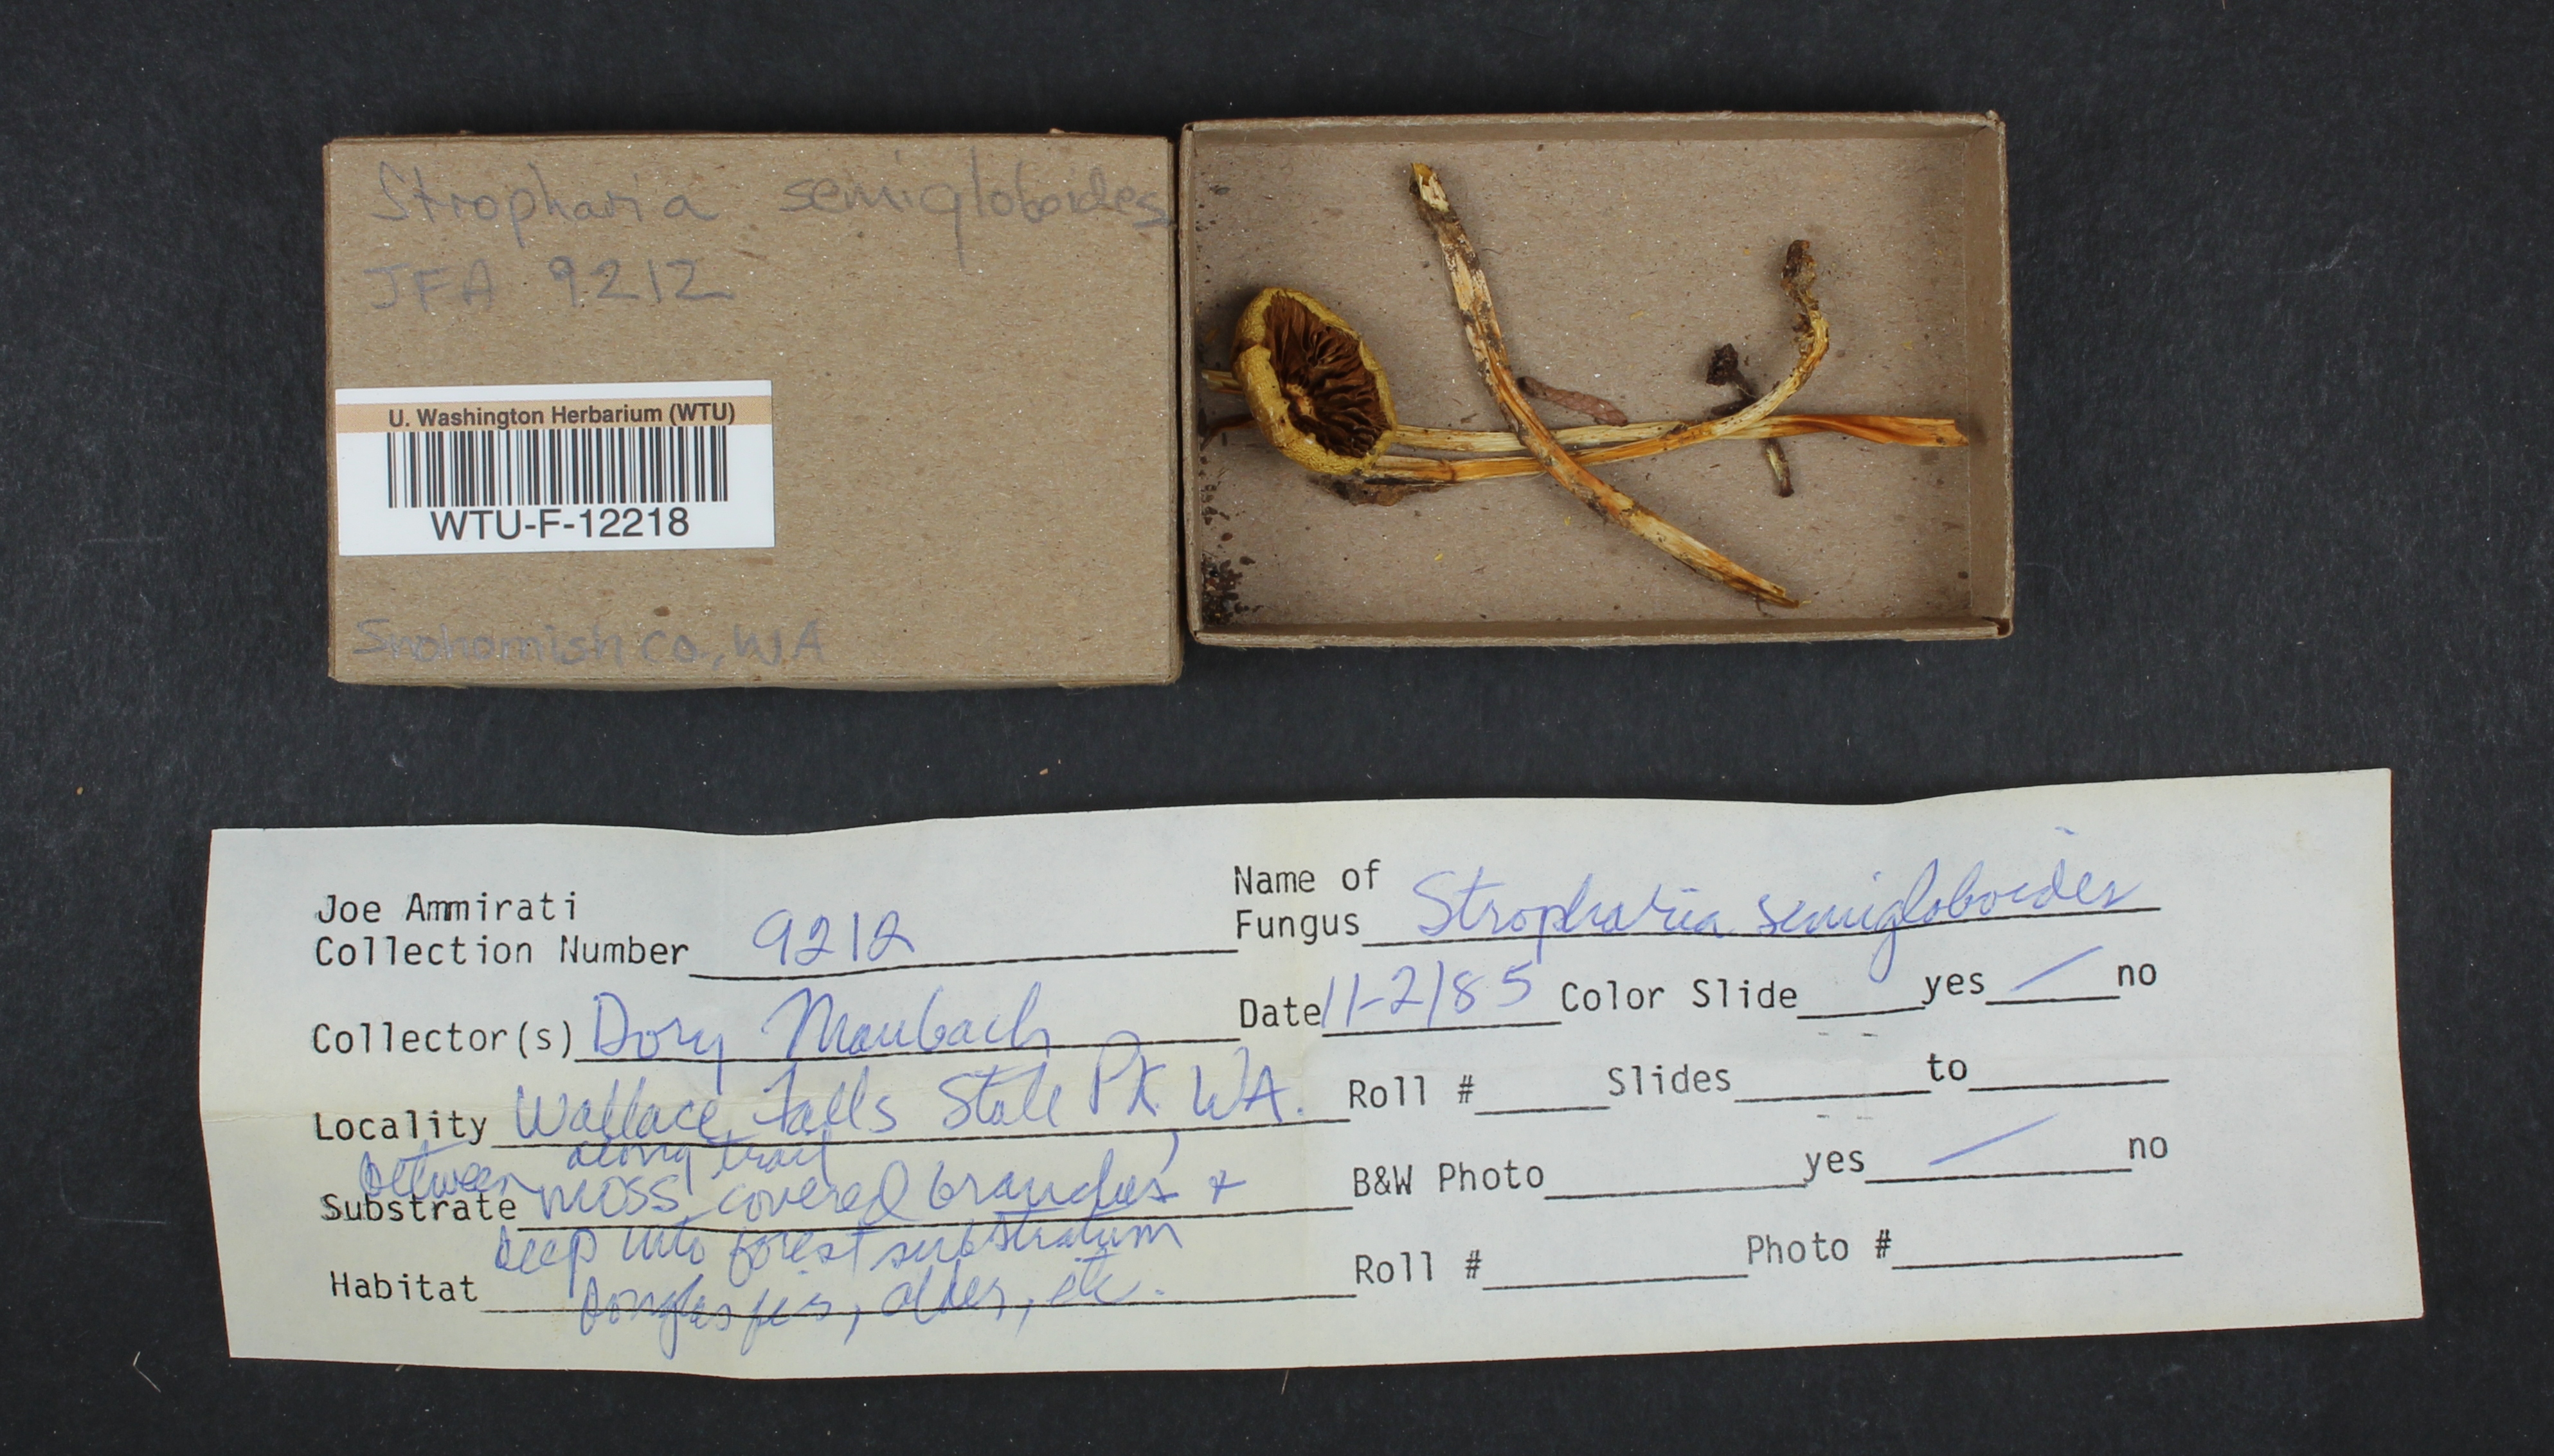 Stropharia semigloboides
JFA 9212
U. Washington Herbarium (WTU)
WTU-F-12218
Snohomish Co., WA
Joe Ammirati
Collection Number 9212
Name of
Fungus Stropharia semigloboides
Collector(s) Dory Maubach
Date 11-2/85 Color Slide yes / no
Locality Wallace Falls State PK. WA.
Roll # Slides to
along trail
between
Substrate moss covered branches, +
B&W Photo yes / no
deep into forest substratum
Habitat Douglas fir, alder, etc.
Roll # Photo #